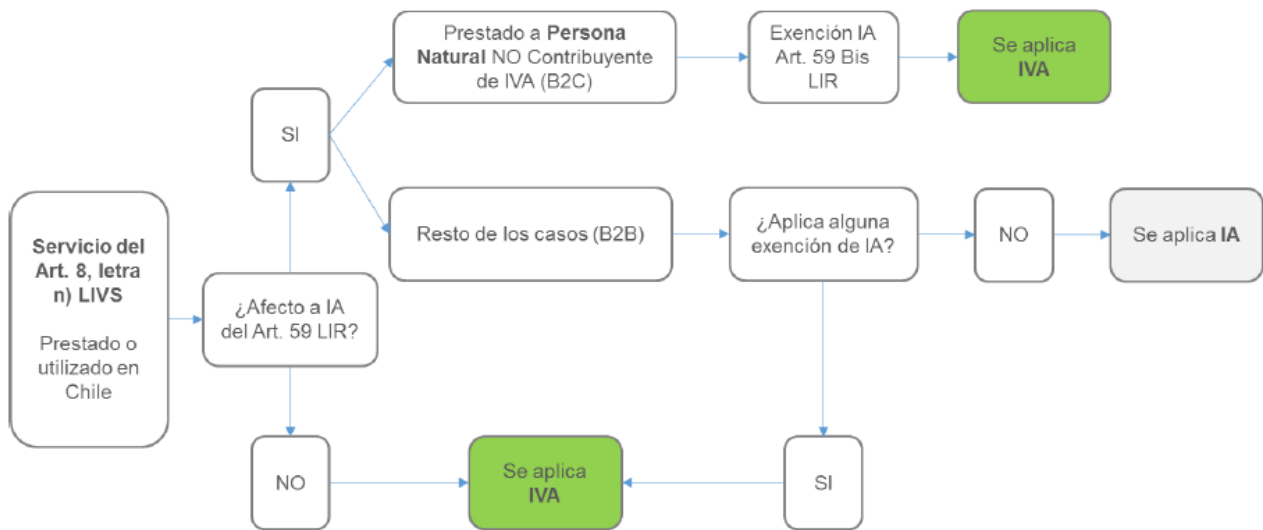 Servicio del
Art. 8, letra
n) LIVS
Prestado o
utilizado en
Chile
¿Afecto a IA
del Art. 59 LIR?
SI
Prestado a Persona
Natural NO Contribuyente
de IVA (B2C)
Exención IA
Art. 59 Bis
LIR
Se aplica
IVA
Resto de los casos (B2B)
¿Aplica alguna
exención de IA?
NO
Se aplica IA
NO
Se aplica
IVA
SI